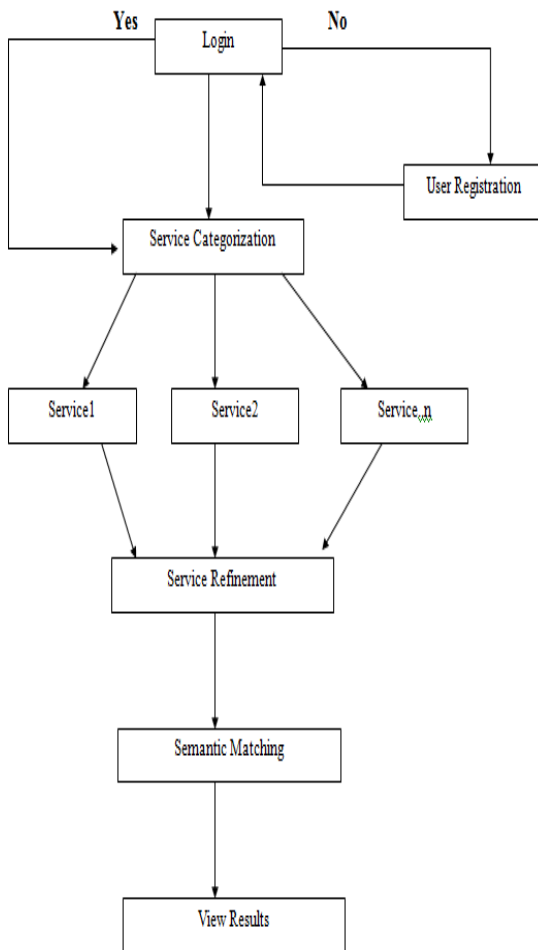 Yes
No
Login
User Registration
Service Categorization
Service1
Service2
Service..n
Service Refinement
Semantic Matching
View Results